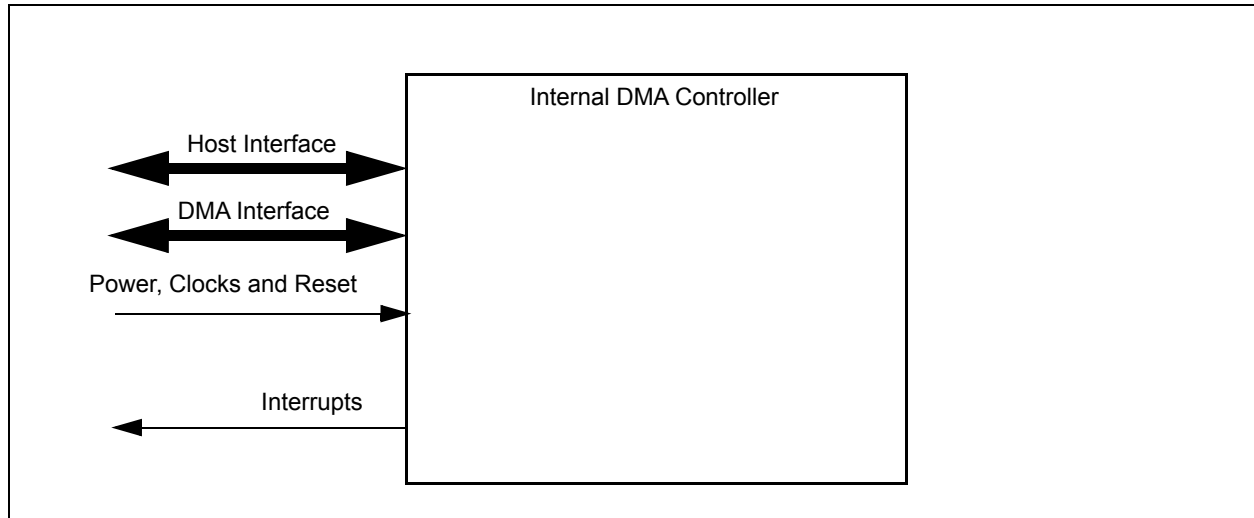 Internal DMA Controller
Host Interface
DMA Interface
Power, Clocks and Reset
Interrupts